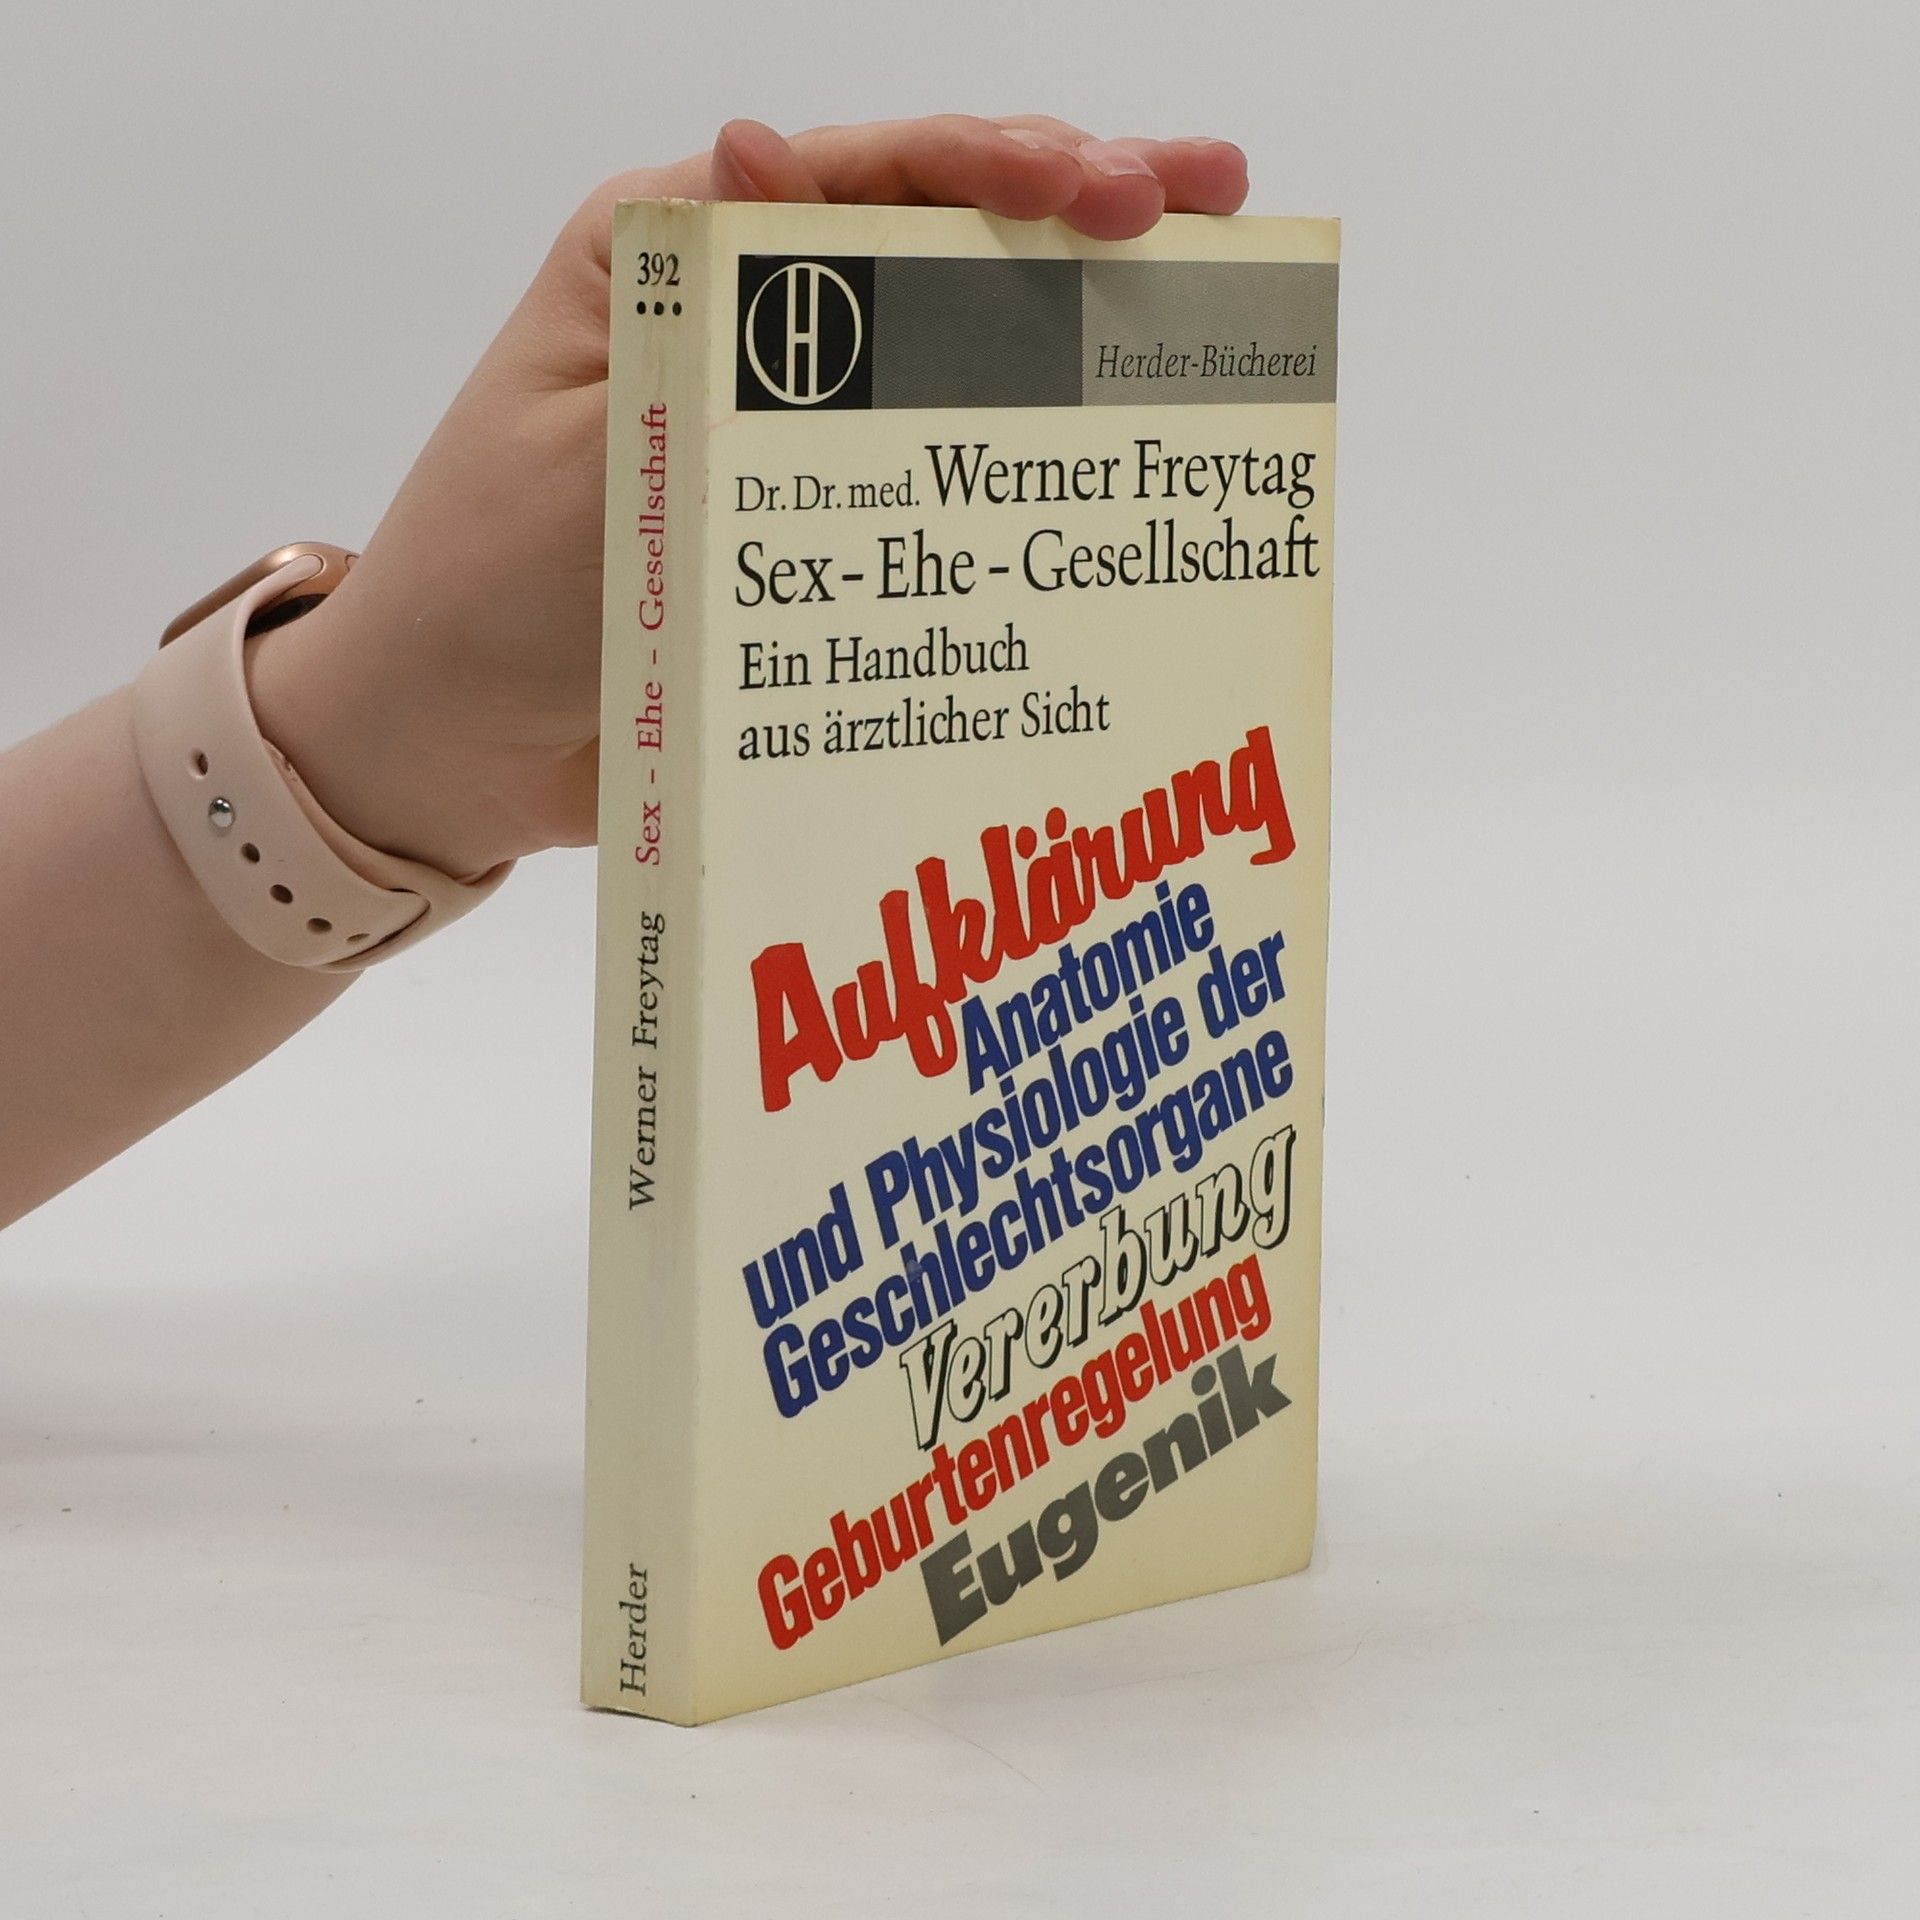 392
Werner Freytag Sex - Ehe - Gesellschaft
Herder
H
Herder-Bücherei
Dr. Dr. med. Werner Freytag
Sex – Ehe – Gesellschaft
Ein Handbuch
aus ärztlicher Sicht
Aufklärung
Anatomie
und Physiologie der
Geschlechtsorgane
Vererbung
Geburtenregelung
Eugenik